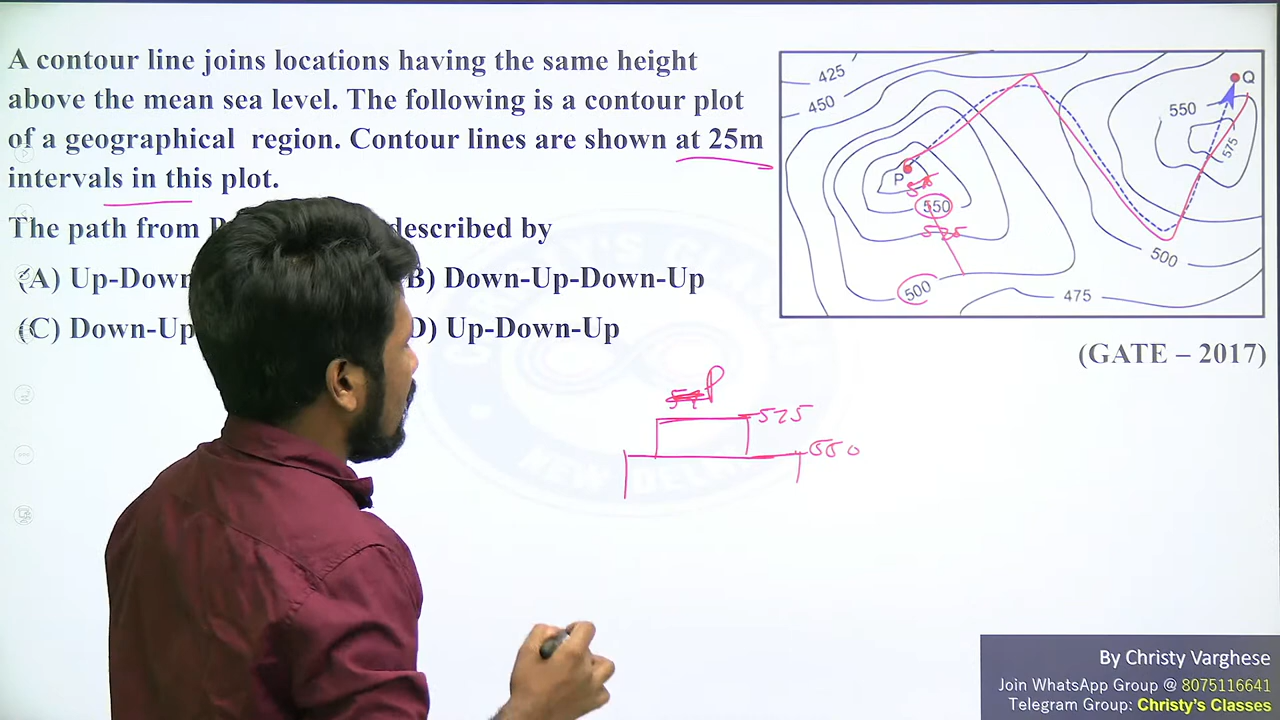 A contour line joins locations having the same height
above the mean sea level. The following is a contour plot
of a geographical region. Contour lines are shown at 25m
intervals in this plot.
The path from P described by
(A) Up-Down
B) Down-Up-Down-Up
(C) Down-Up
D) Up-Down-Up
425
450
550
Q
575
P
550
525
500
500
475
(GATE – 2017)
P
525
550
By Christy Varghese
Join WhatsApp Group @ 8075116641
Telegram Group: Christy's Classes